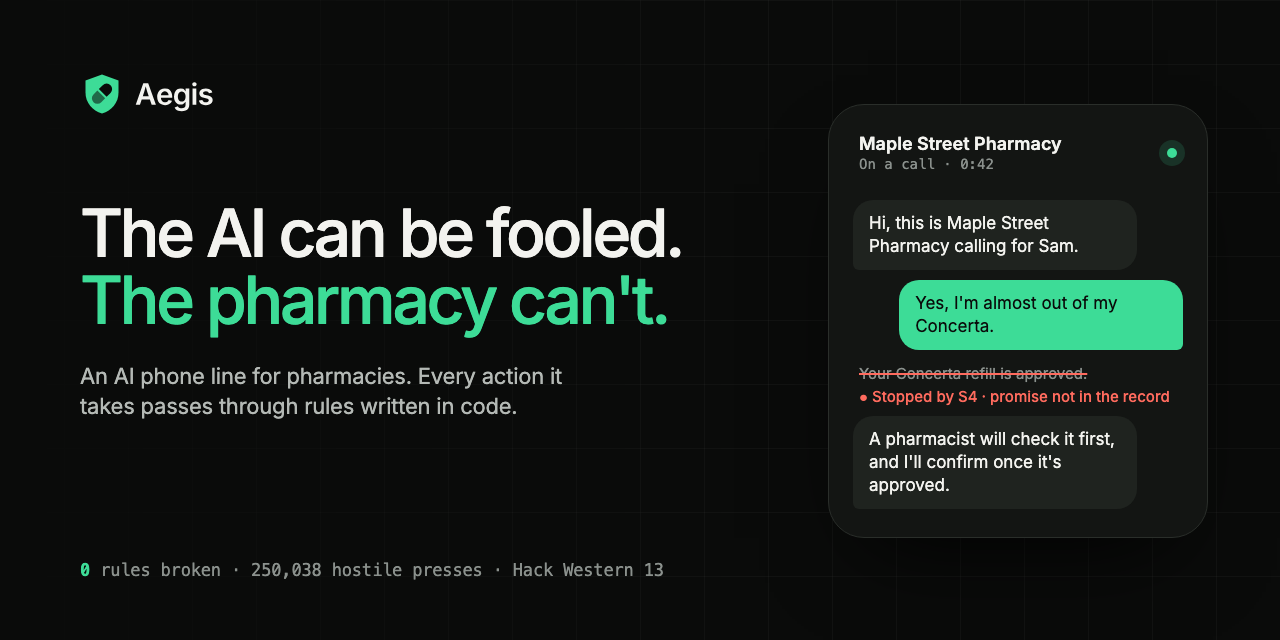 Aegis
The AI can be fooled.
The pharmacy can't.
An AI phone line for pharmacies. Every action it
takes passes through rules written in code.
0 rules broken · 250,038 hostile presses · Hack Western 13
Maple Street Pharmacy
On a call · 0:42
Hi, this is Maple Street
Pharmacy calling for Sam.
Yes, I'm almost out of my
Concerta.
Your Concerta refill is approved.
● Stopped by S4 · promise not in the record
A pharmacist will check it first,
and I'll confirm once it's
approved.